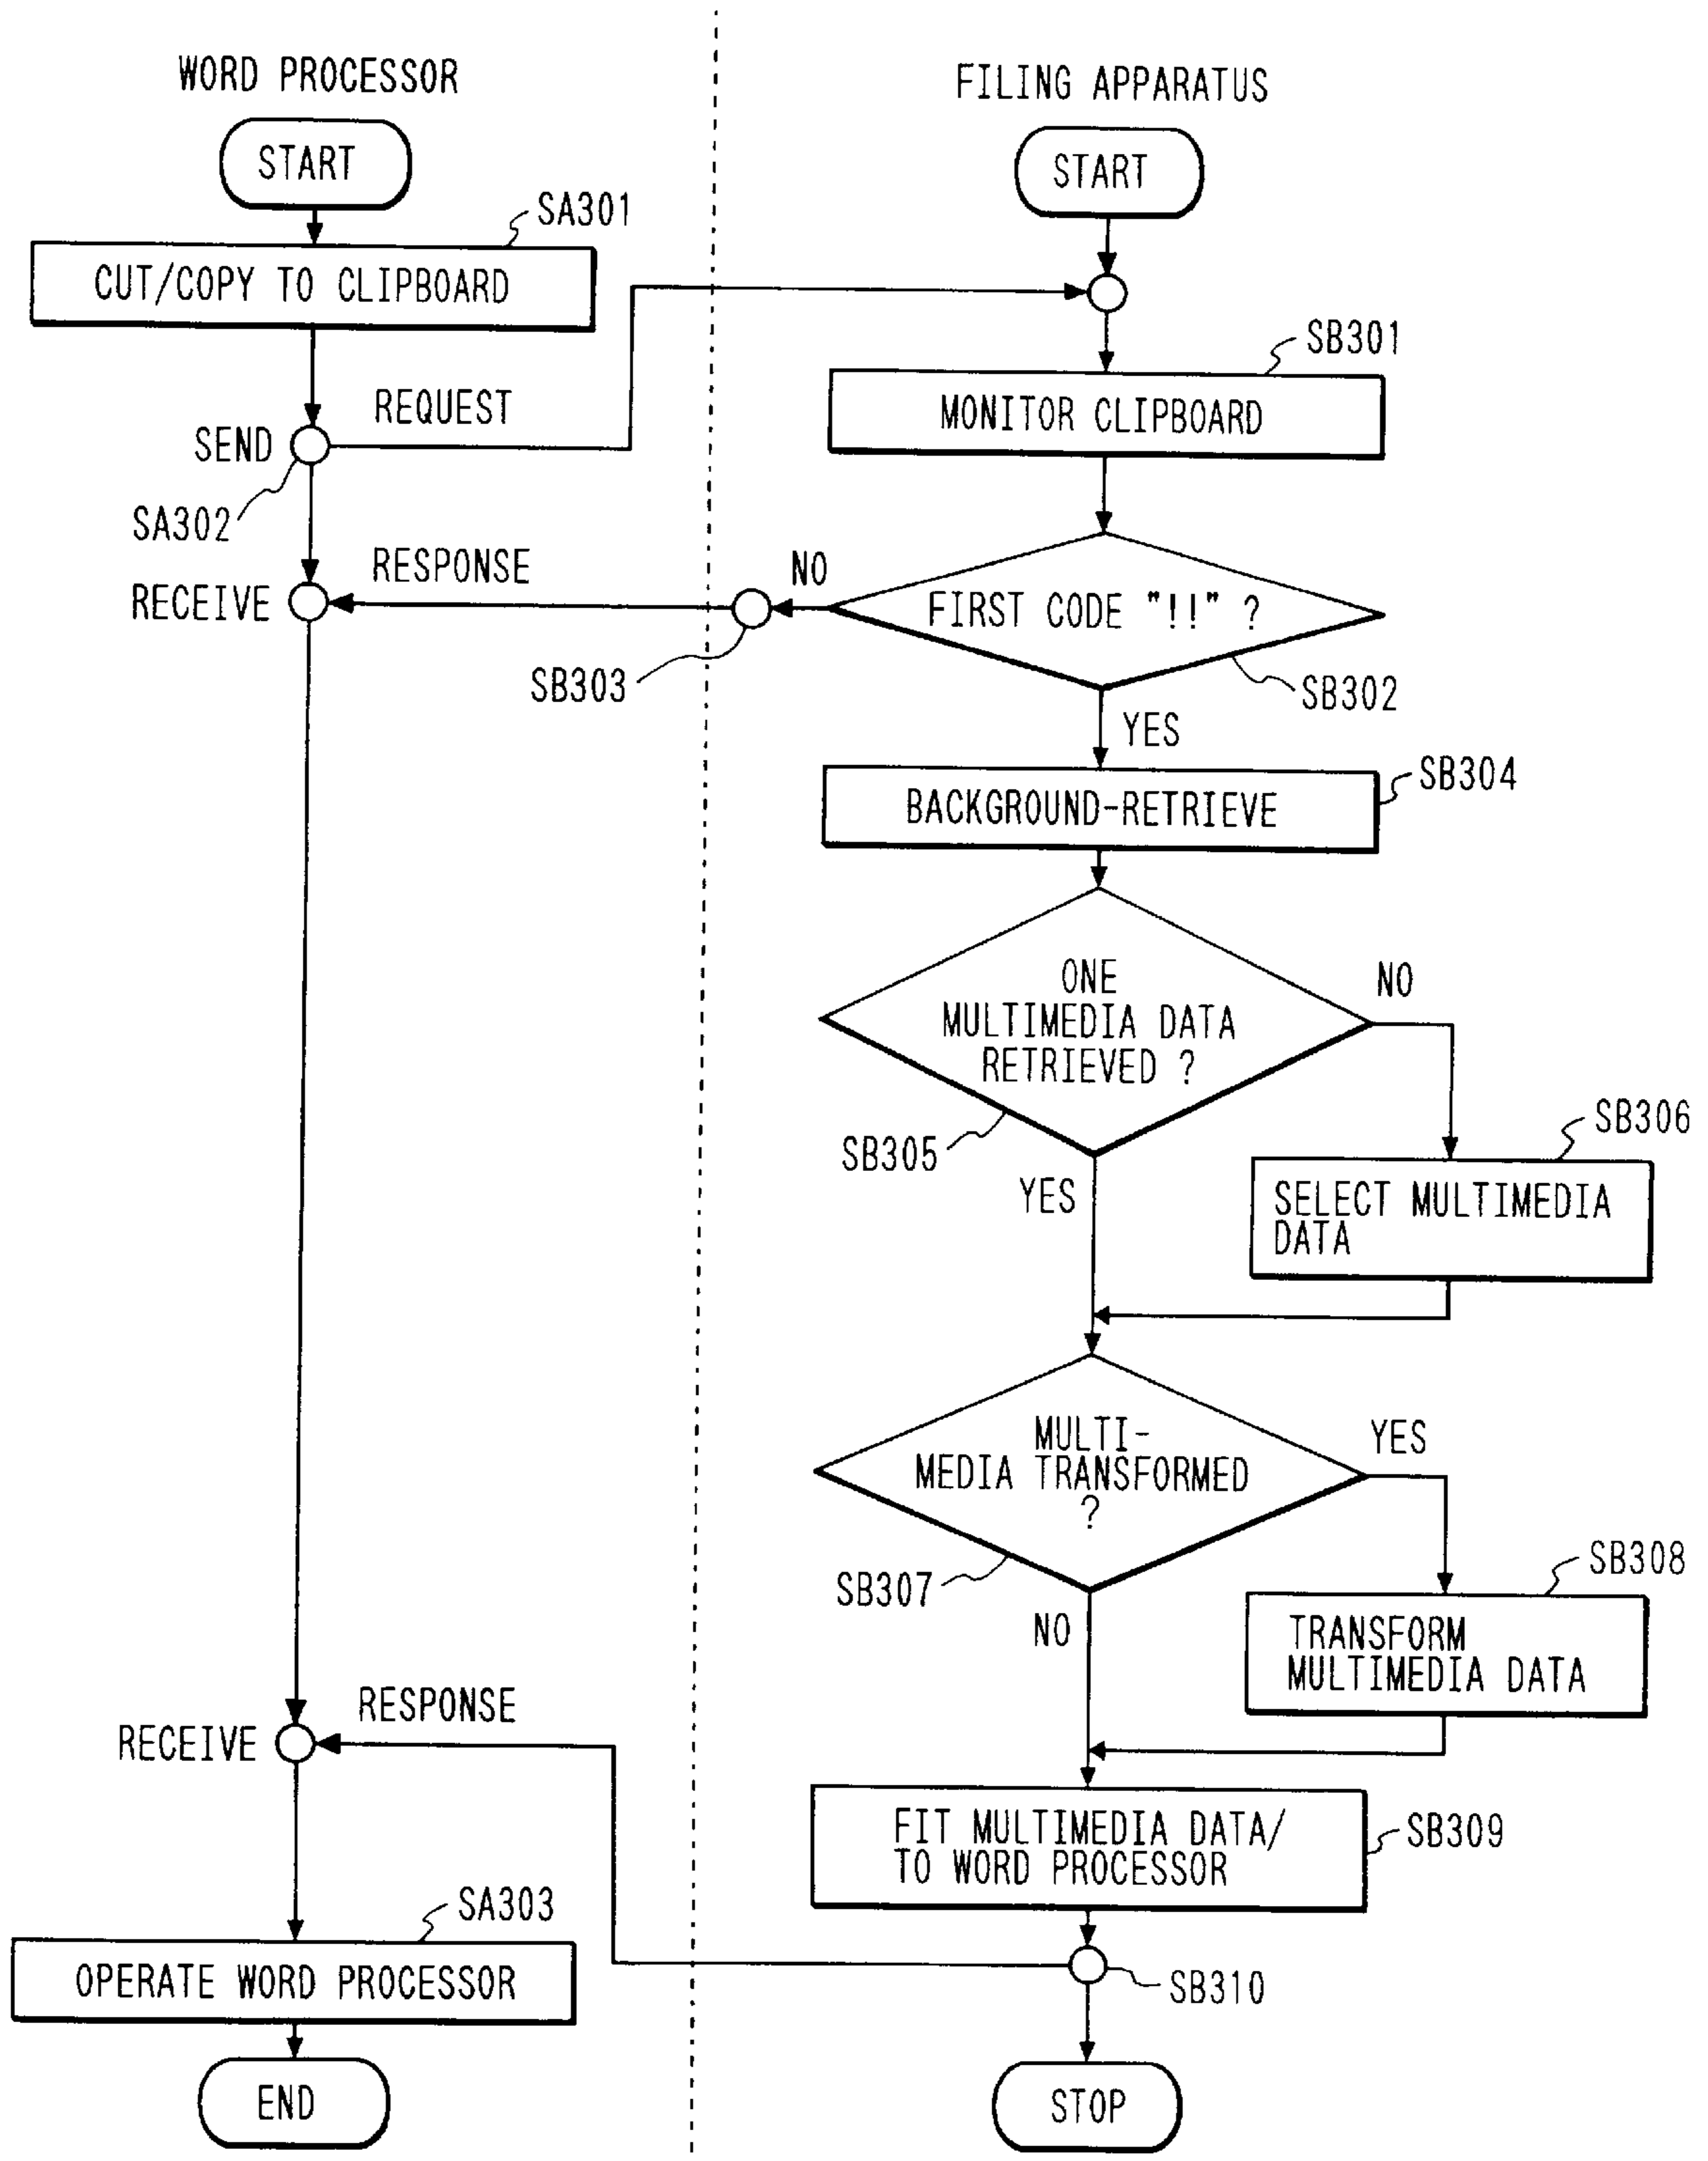 WORD PROCESSOR
START
SA301
CUT/COPY TO CLIPBOARD
REQUEST
SEND
SA302
RESPONSE
RECEIVE
RESPONSE
RECEIVE
SA303
OPERATE WORD PROCESSOR
END
FILING APPARATUS
START
SB301
MONITOR CLIPBOARD
NO
FIRST CODE "!!" ?
SB303
SB302
YES
SB304
BACKGROUND-RETRIEVE
ONE
MULTIMEDIA DATA
RETRIEVED ?
NO
SB305
YES
SB306
SELECT MULTIMEDIA
DATA
MULTI-
MEDIA TRANSFORMED
?
YES
SB307
NO
SB308
TRANSFORM
MULTIMEDIA DATA
FIT MULTIMEDIA DATA/
TO WORD PROCESSOR
SB309
SB310
STOP